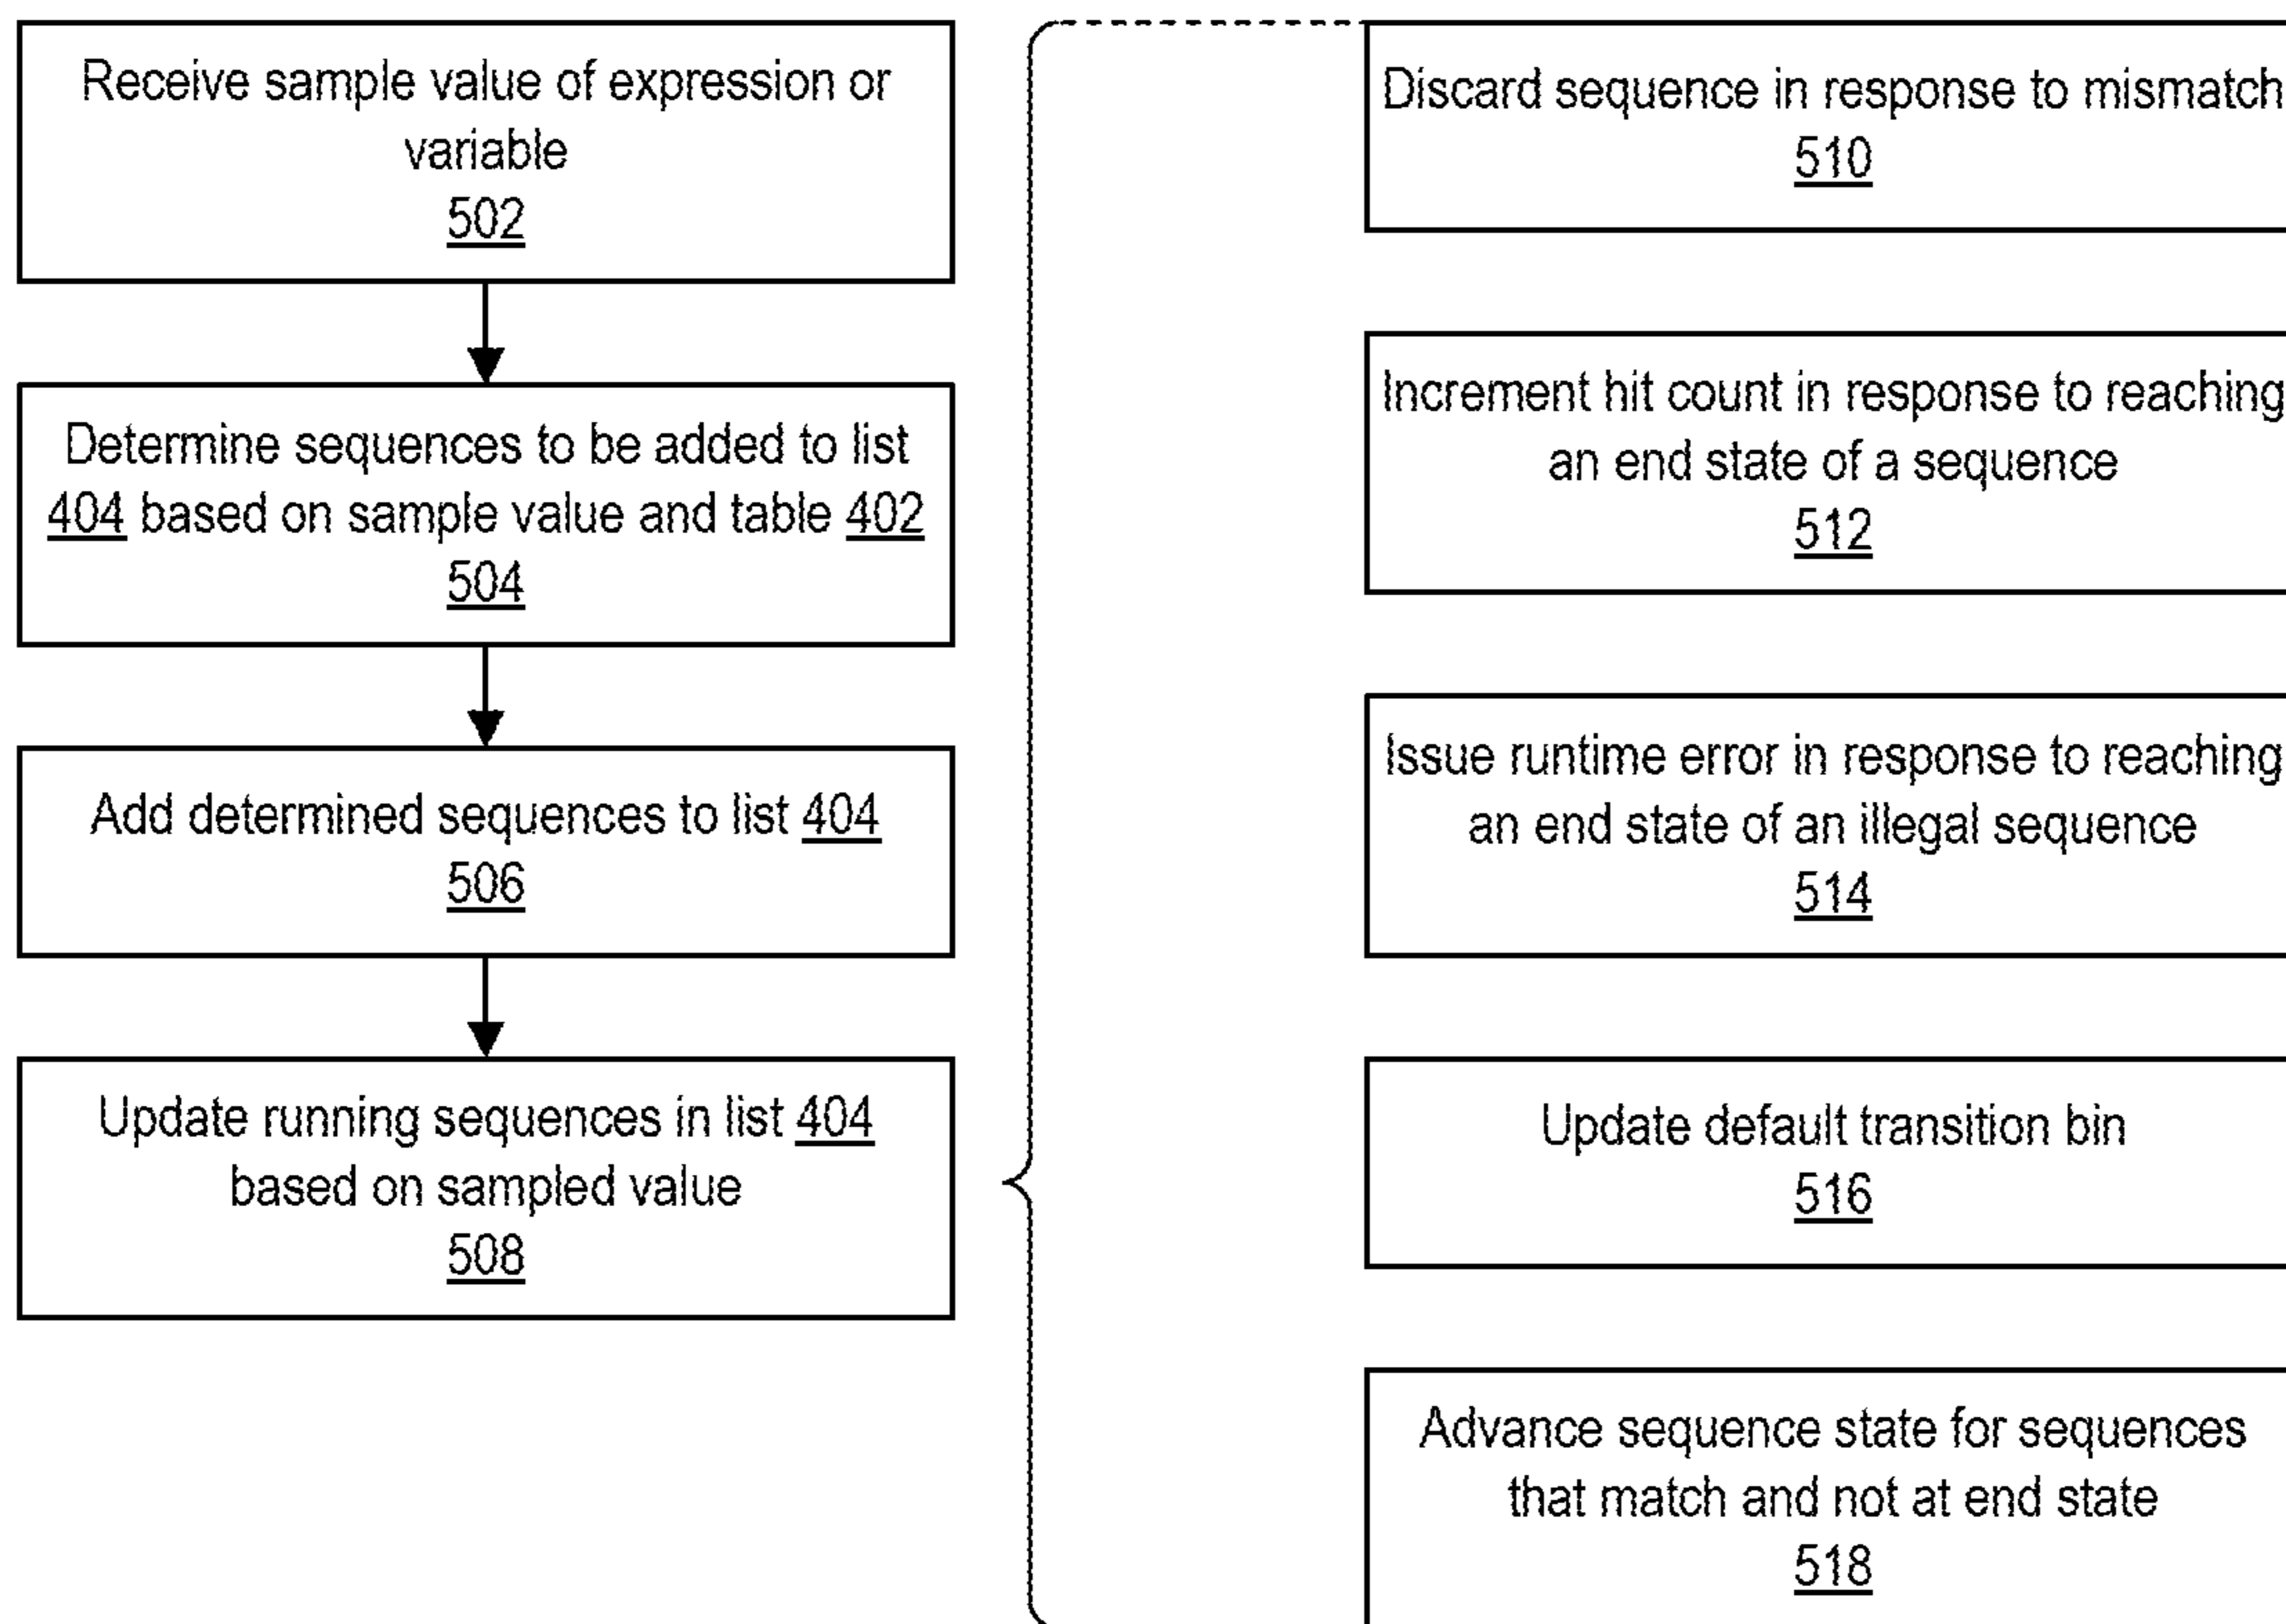 Receive sample value of expression or
variable
502
Determine sequences to be added to list
404 based on sample value and table 402
504
Add determined sequences to list 404
506
Update running sequences in list 404
based on sampled value
508
Discard sequence in response to mismatch
510
Increment hit count in response to reaching
an end state of a sequence
512
Issue runtime error in response to reaching
an end state of an illegal sequence
514
Update default transition bin
516
Advance sequence state for sequences
that match and not at end state
518